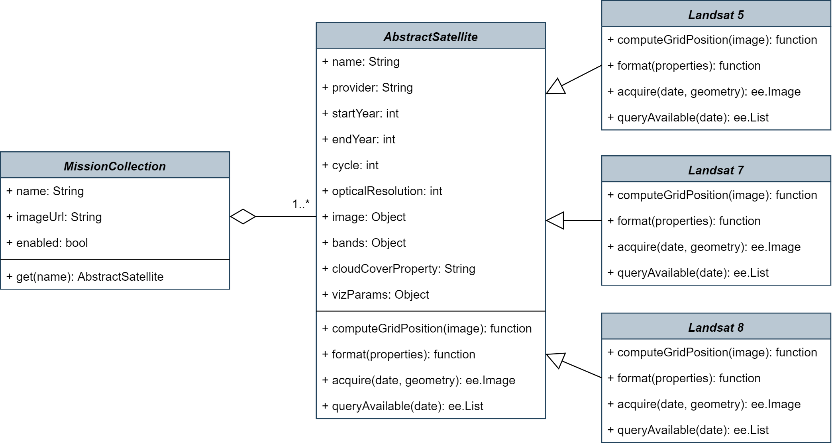 MissionCollection
+ name: String
+ imageUrl: String
+ enabled: bool
+ get(name): AbstractSatellite
1..*
AbstractSatellite
+ name: String
+ provider: String
+ startYear: int
+ endYear: int
+ cycle: int
+ opticalResolution: int
+ image: Object
+ bands: Object
+ cloudCoverProperty: String
+ vizParams: Object
+ computeGridPosition(image): function
+ format(properties): function
+ acquire(date, geometry): ee.Image
+ queryAvailable(date): ee.List
Landsat 5
+ computeGridPosition(image): function
+ format(properties): function
+ acquire(date, geometry): ee.Image
+ queryAvailable(date): ee.List
Landsat 7
+ computeGridPosition(image): function
+ format(properties): function
+ acquire(date, geometry): ee.Image
+ queryAvailable(date): ee.List
Landsat 8
+ computeGridPosition(image): function
+ format(properties): function
+ acquire(date, geometry): ee.Image
+ queryAvailable(date): ee.List